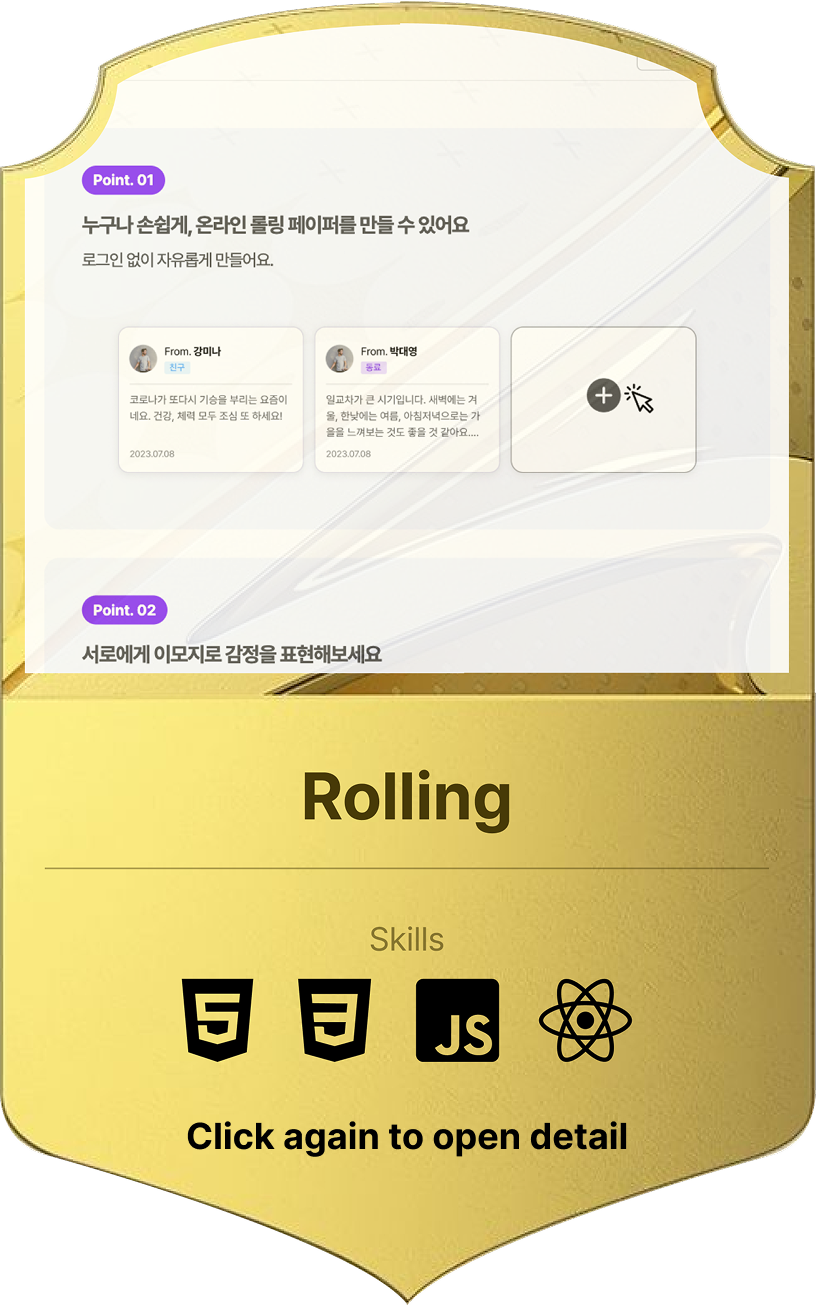 Point. 01
누구나 손쉽게, 온라인 롤링 페이퍼를 만들 수 있어요
로그인 없이 자유롭게 만들어요.
From. 강미나
친구
코로나가 또다시 기승을 부리는 요즘이
네요. 건강, 체력 모두 조심 또 하세요!
2023.07.08
From. 박대영
동료
일교차가 큰 시기입니다. 새벽에는 겨
울, 한낮에는 여름, 아침저녁으로는 가
을을 느껴보는 것도 좋을 것 같아요....
2023.07.08
Point. 02
서로에게 이모지로 감정을 표현해보세요
Rolling
Skills
5
3
JS
Click again to open detail